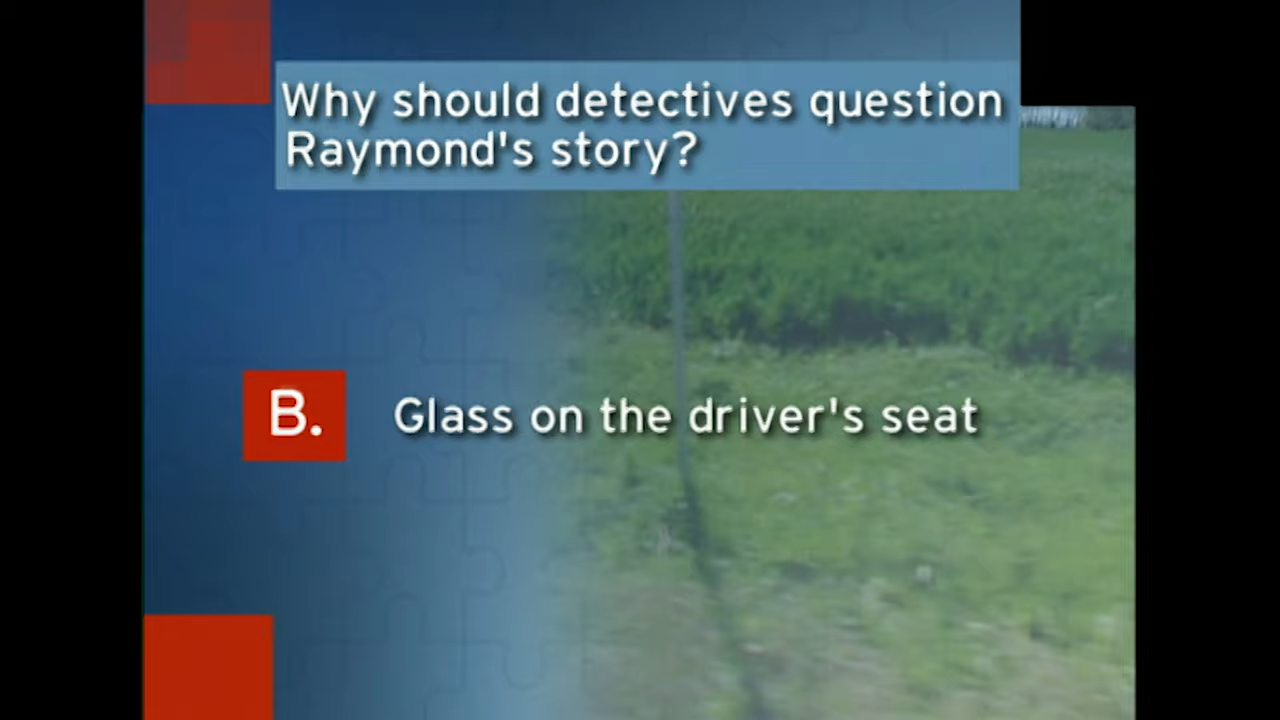 Why should detectives question
Raymond's story?
B. Glass on the driver's seat